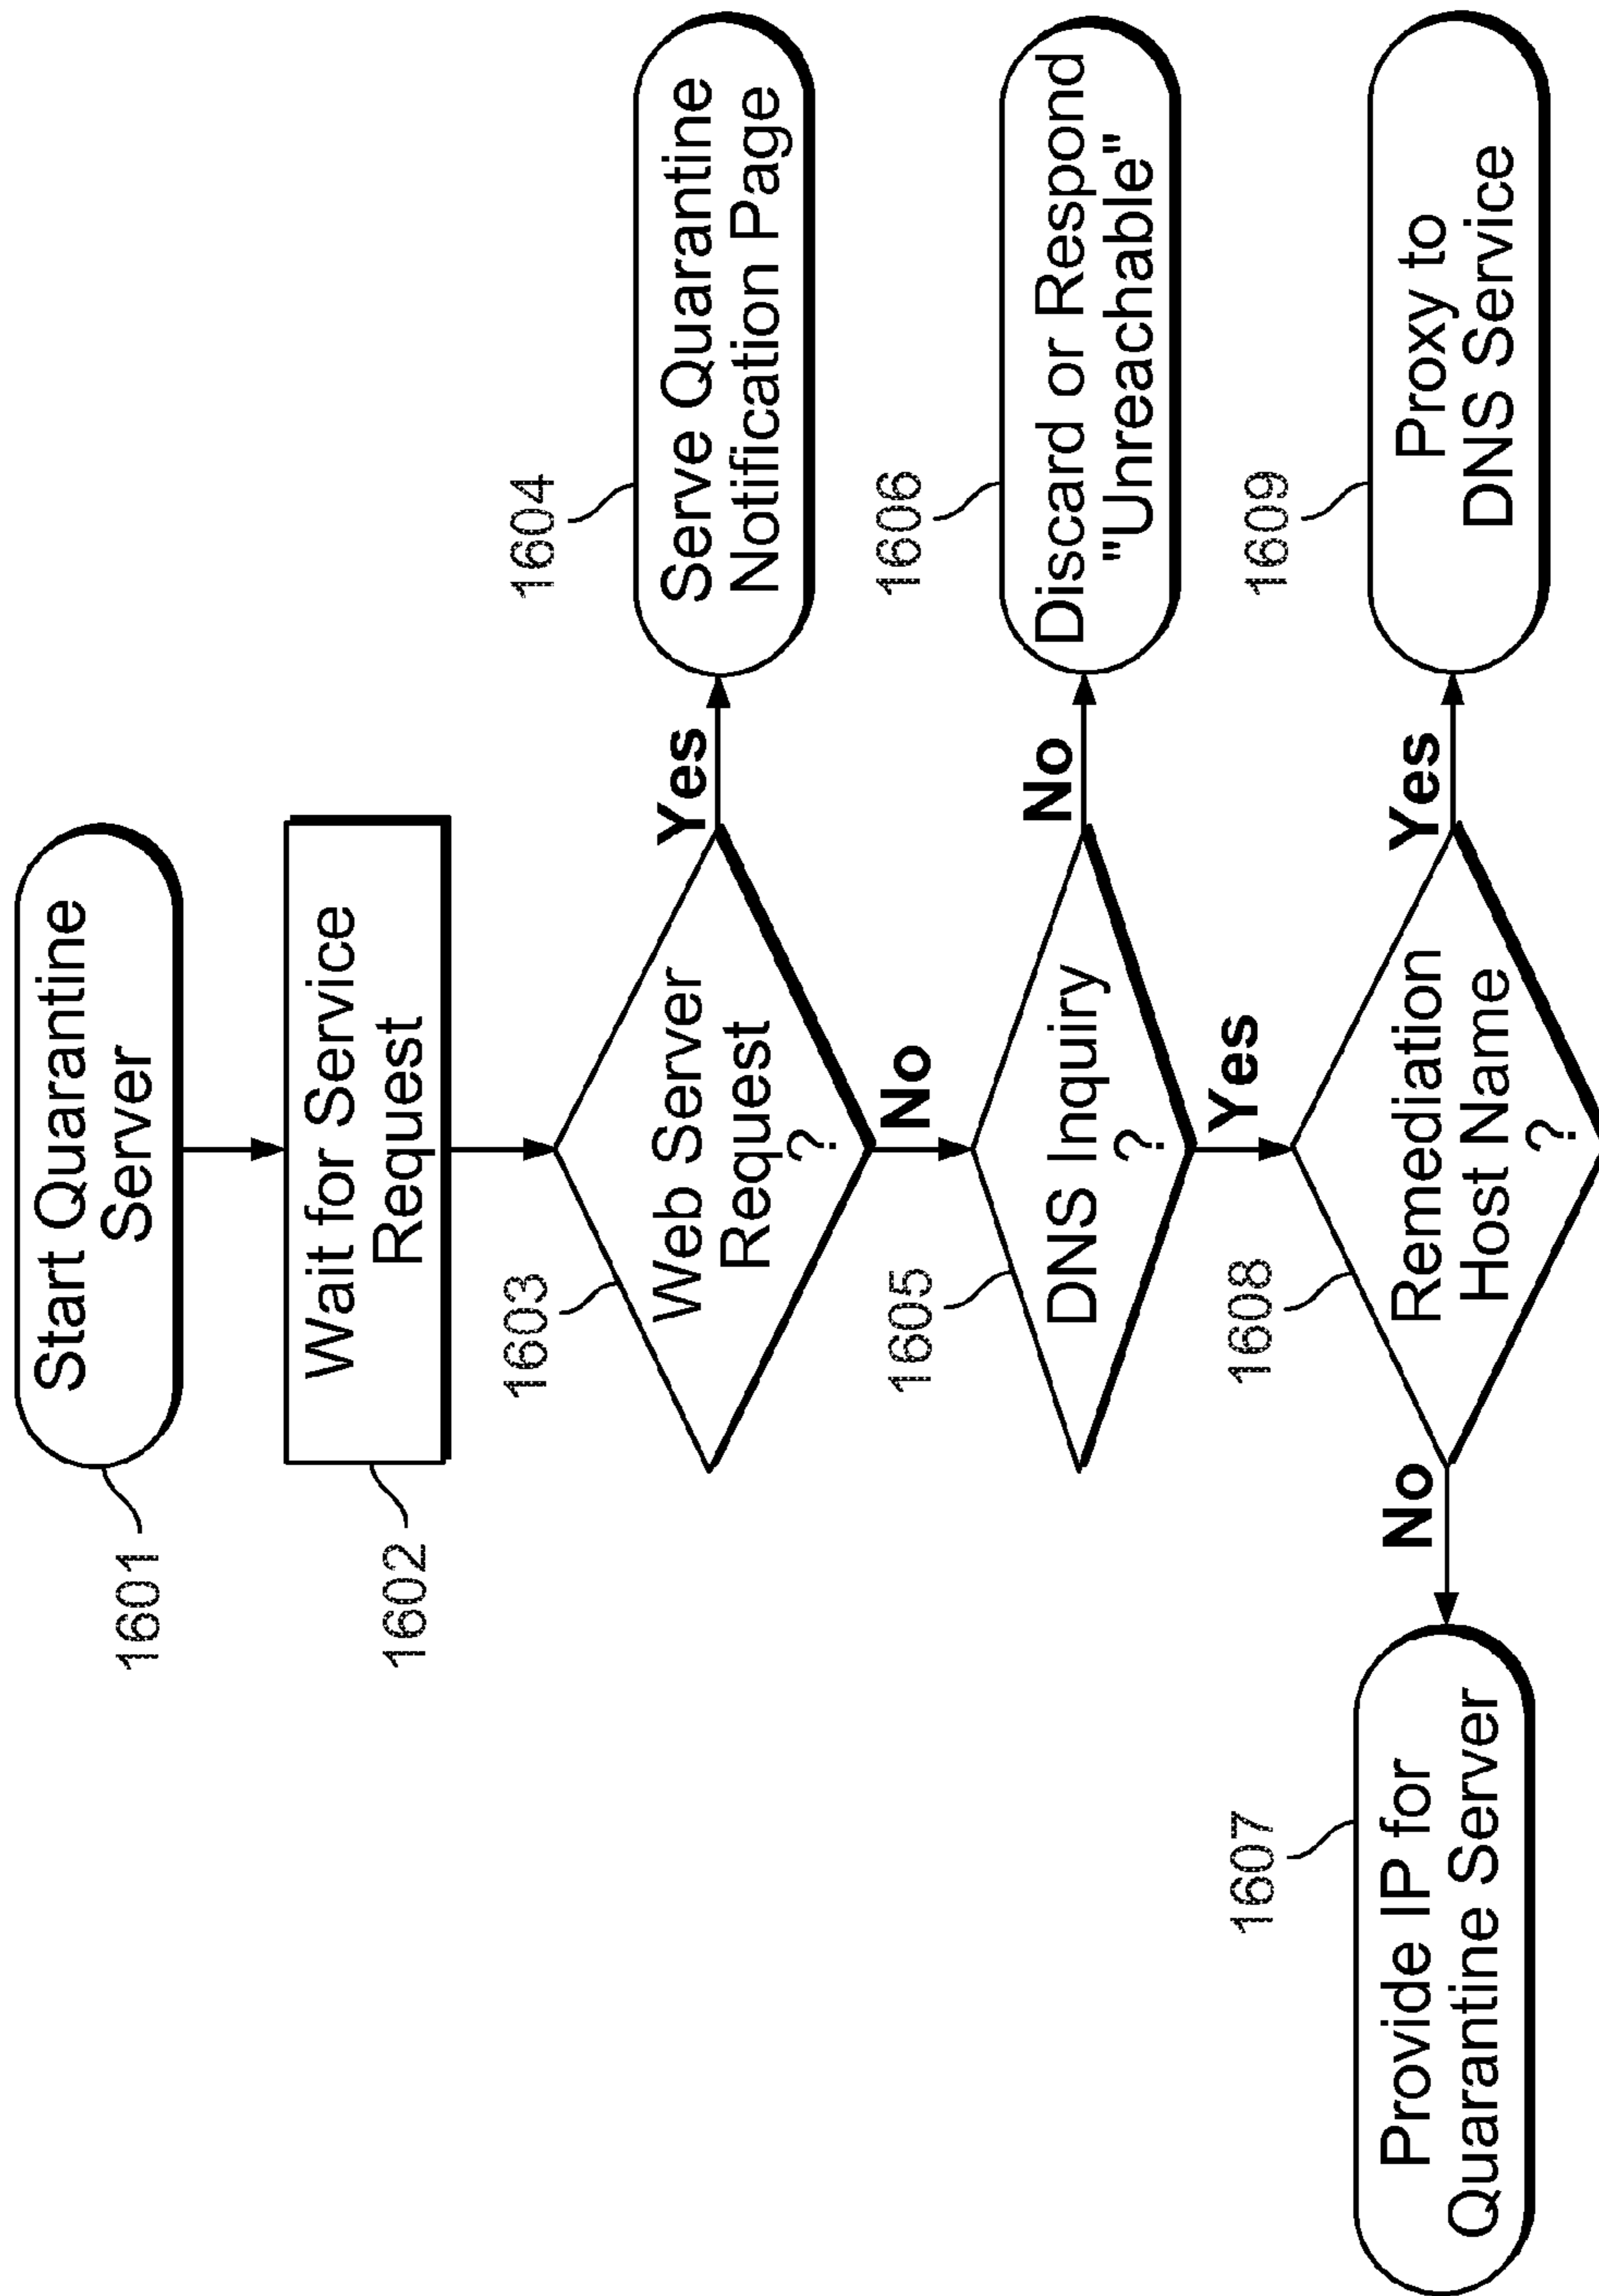 Start Quarantine
Server
1601
Wait for Service
Request
1602
1603
Web Server
Request
?
Yes
1604
Serve Quarantine
Notification Page
No
1605
DNS Inquiry
?
No
1606
Discard or Respond
"Unreachable"
Yes
1608
Remediation
Host Name
?
Yes
1609
Proxy to
DNS Service
No
1607
Provide IP for
Quarantine Server